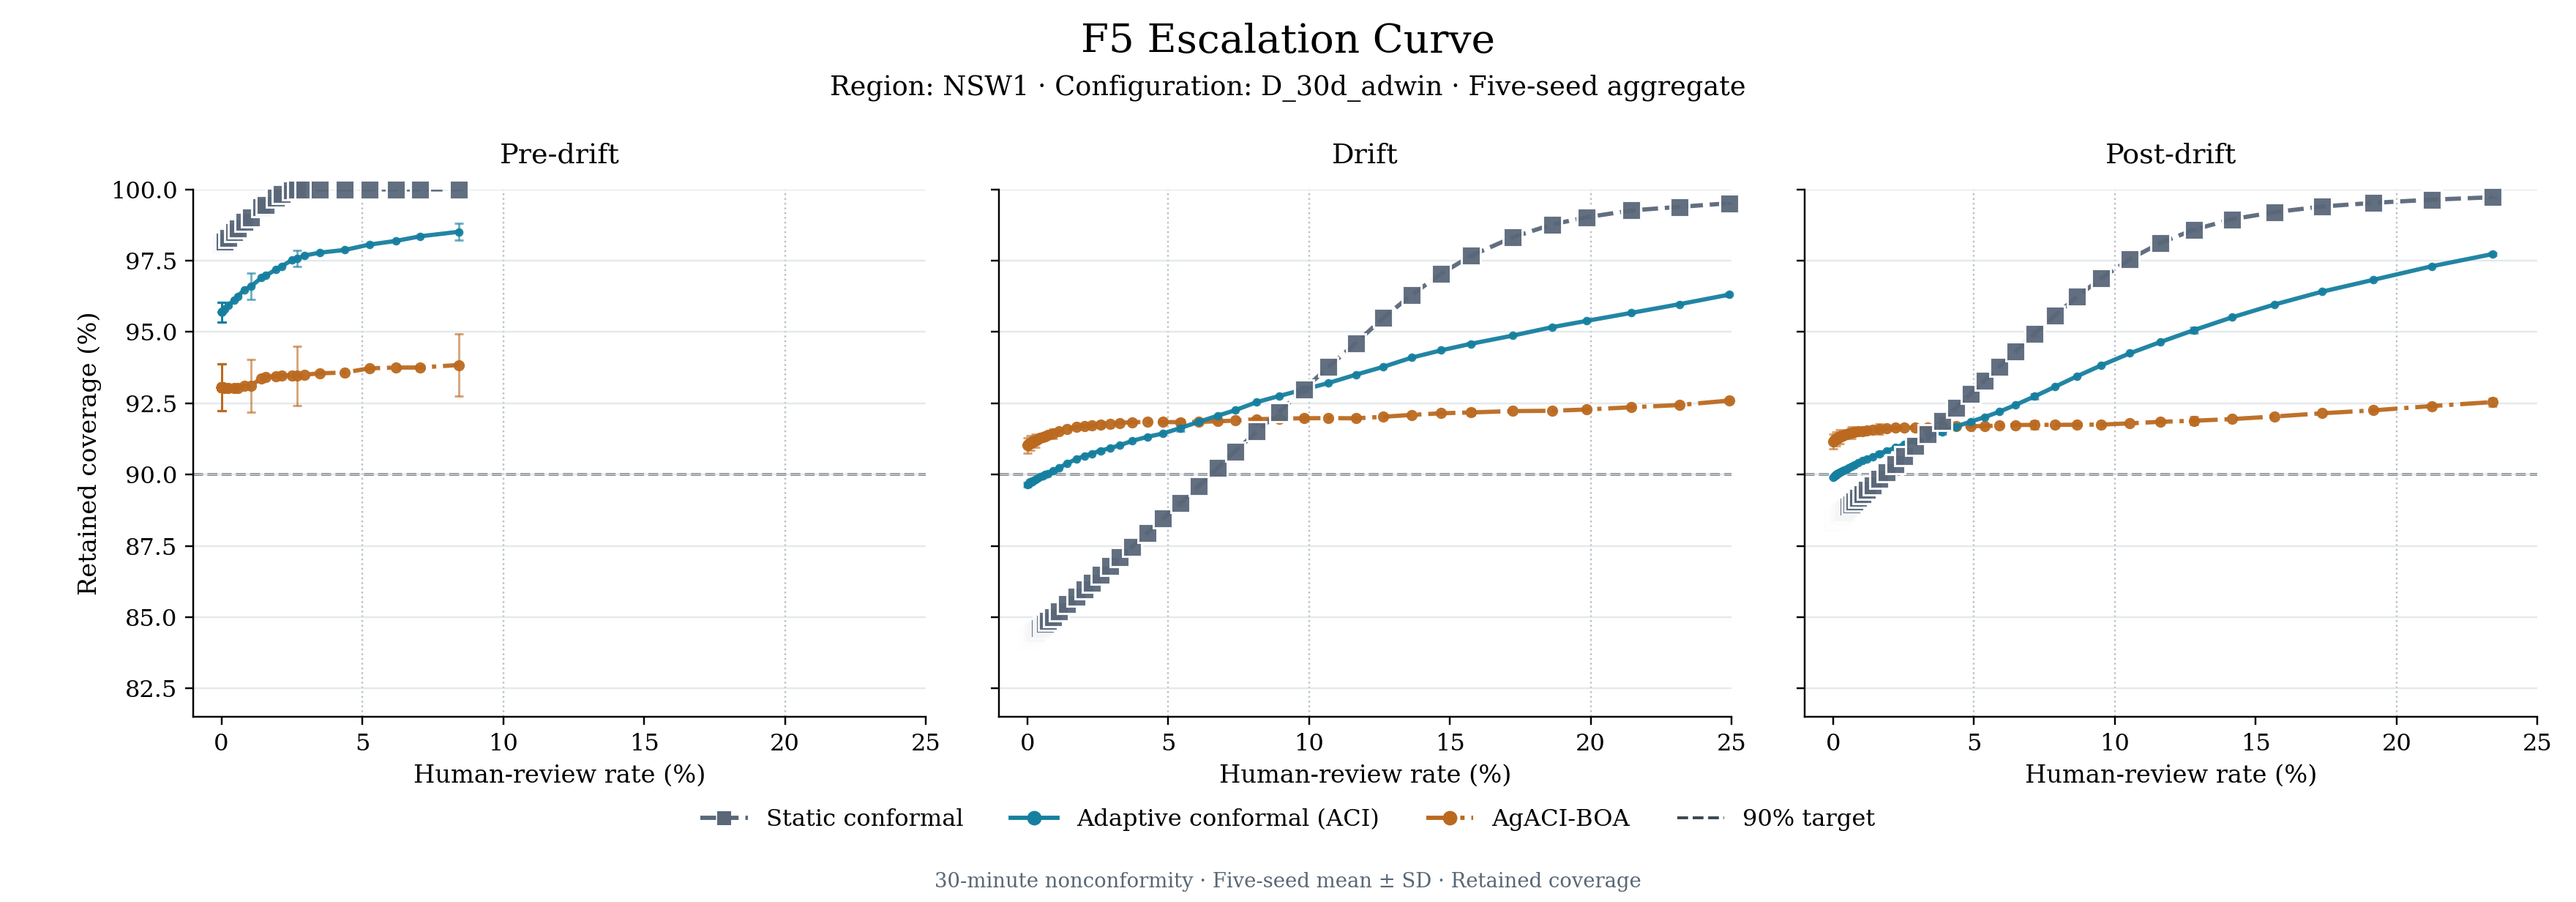 F5 Escalation Curve
Region: NSW1 · Configuration: D_30d_adwin · Five-seed aggregate
Pre-drift
Drift
Post-drift
Retained coverage (%)
100.0
97.5
95.0
92.5
90.0
87.5
85.0
82.5
0 5 10 15 20 25
0 5 10 15 20 25
0 5 10 15 20 25
Human-review rate (%)
Human-review rate (%)
Human-review rate (%)
Static conformal
Adaptive conformal (ACI)
AgACI-BOA
90% target
30-minute nonconformity · Five-seed mean ± SD · Retained coverage